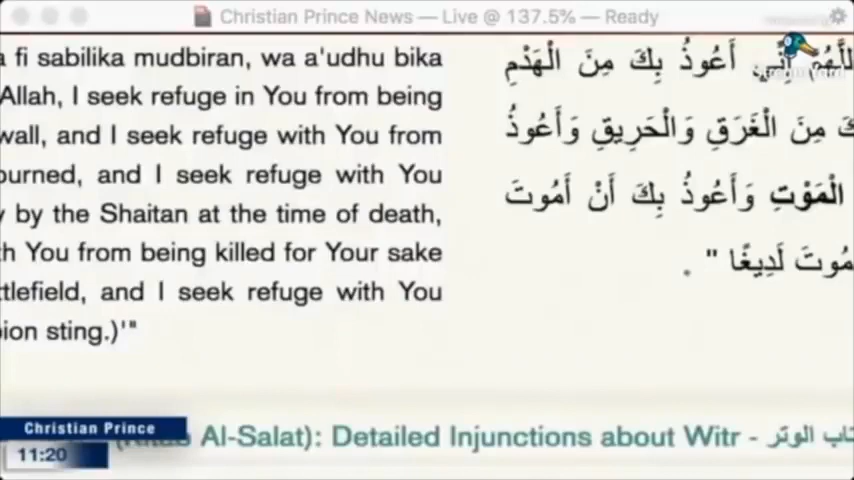 Christian Prince News — Live @ 137.5% — Ready
a fi sabilika mudbiran, wa a'udhu bika
Allah, I seek refuge in You from being
wall, and I seek refuge with You from
burned, and I seek refuge with You
y by the Shaitan at the time of death,
h You from being killed for Your sake
ttlefield, and I seek refuge with You
pion sting.)'"
إِنِّي أَعُوذُ بِكَ مِنَ الْهَدْمِ
كَ مِنَ الْغَرَقِ وَالْحَرِيقِ وَأَعُوذُ
الْمَوْتِ وَأَعُوذُ بِكَ أَنْ أَمُوتَ
مُوتَ لَدِيغًا " .
Al-Salat): Detailed Injunctions about Witr - تاب الوتر
Christian Prince
11:20